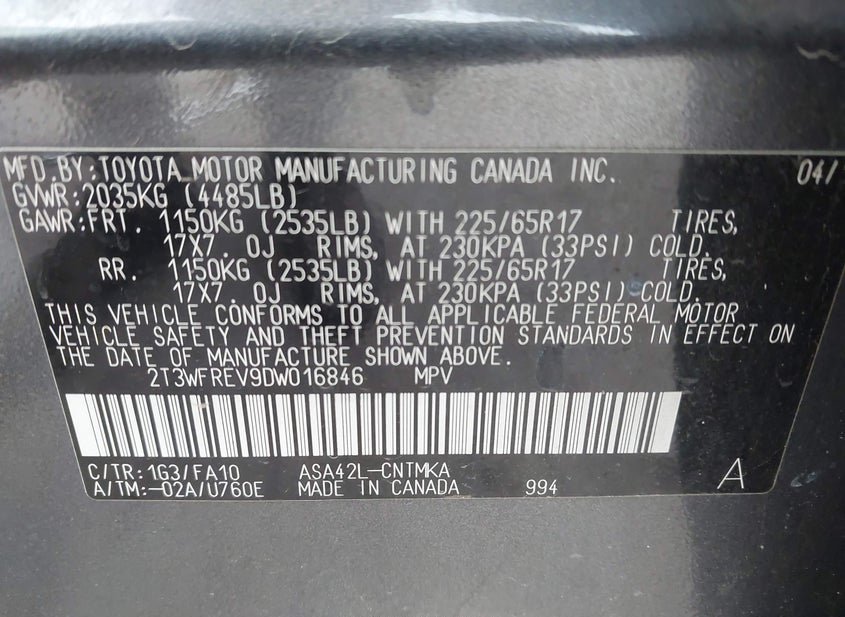 MFD.BY:TOYOTA MOTOR MANUFACTURING CANADA INC. 04/
GVWR:2035KG (4485LB)
GAWR:FRT. 1150KG (2535LB) WITH 225/65R17 TIRES,
17X7. 0J RIMS, AT 230KPA (33PSI) COLD.
RR. 1150KG (2535LB) WITH 225/65R17 TIRES,
17X7. 0J RIMS, AT 230KPA (33PSI) COLD.
THIS VEHICLE CONFORMS TO ALL APPLICABLE FEDERAL MOTOR
VEHICLE SAFETY AND THEFT PREVENTION STANDARDS IN EFFECT ON
THE DATE OF MANUFACTURE SHOWN ABOVE.
2T3WFREV9DW016846 MPV
C/TR:1G3/FA10 ASA42L-CNTMKA
A/TM:-02A/U760E MADE IN CANADA 994 A